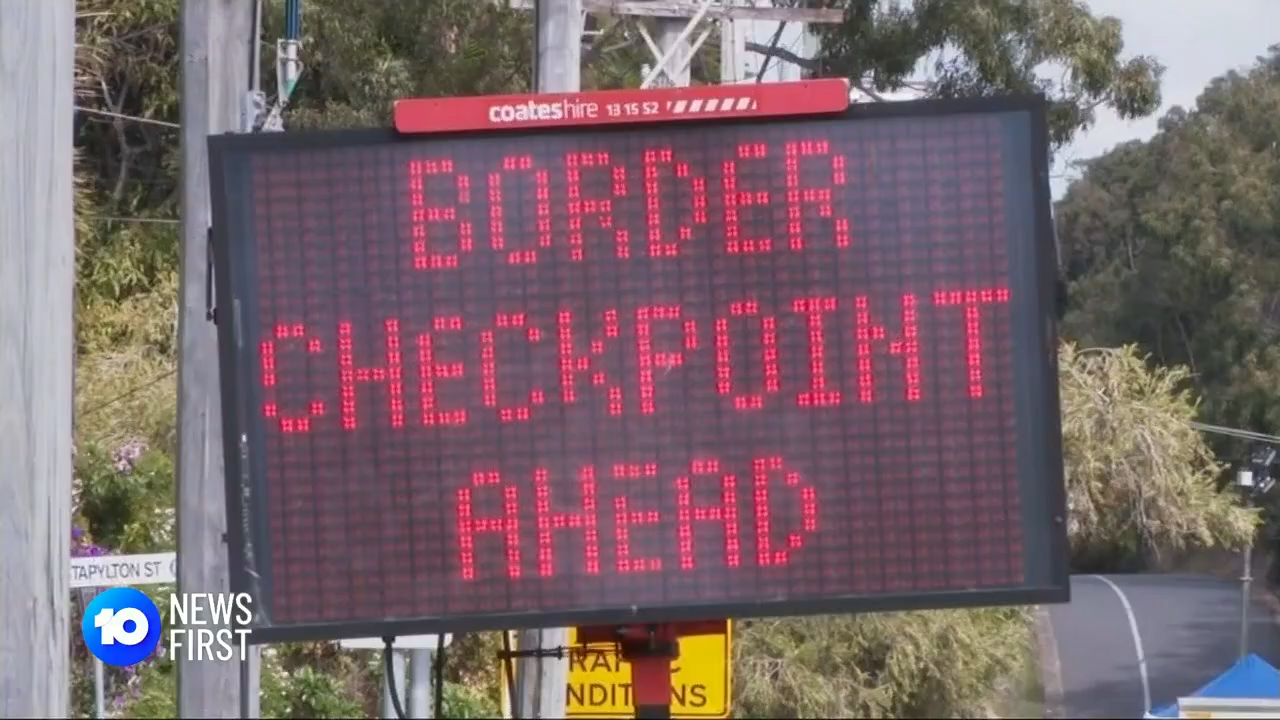 coateshire 13 15 52
BORDER
CHECKPOINT
AHEAD
TAPYLTON ST
10 NEWS
FIRST